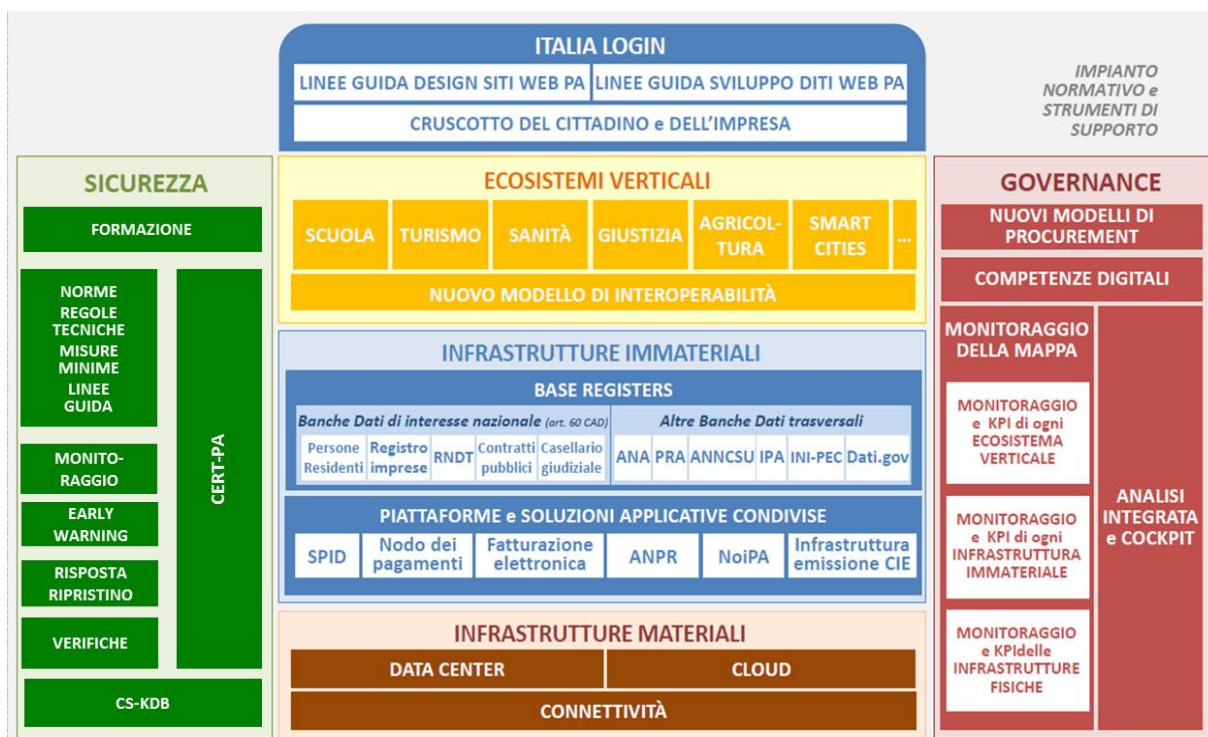 ITALIA LOGIN
LINEE GUIDA DESIGN SITI WEB PA
LINEE GUIDA SVILUPPO DITI WEB PA
CRUSCOTTO DEL CITTADINO e DELL'IMPRESA
IMPIANTO
NORMATIVO e
STRUMENTI DI
SUPPORTO
SICUREZZA
FORMAZIONE
NORME
REGOLE
TECNICHE
MISURE
MINIME
LINEE
GUIDA
MONITO-
RAGGIO
EARLY
WARNING
RISPOSTA
RIPRISTINO
VERIFICHE
CERT-PA
CS-KDB
ECOSISTEMI VERTICALI
SCUOLA
TURISMO
SANITÀ
GIUSTIZIA
AGRICOL-
TURA
SMART
CITIES
...
NUOVO MODELLO DI INTEROPERABILITÀ
INFRASTRUTTURE IMMATERIALI
BASE REGISTERS
Banche Dati di interesse nazionale (art. 60 CAD)
Persone
Residenti
Registro
imprese
RNDT
Contratti
pubblici
Casellario
giudiziale
Altre Banche Dati trasversali
ANA
PRA
ANNCSU
IPA
INI-PEC
Dati.gov
PIATTAFORME e SOLUZIONI APPLICATIVE CONDIVISE
SPID
Nodo dei
pagamenti
Fatturazione
elettronica
ANPR
NoiPA
Infrastruttura
emissione CIE
INFRASTRUTTURE MATERIALI
DATA CENTER
CLOUD
CONNETTIVITÀ
GOVERNANCE
NUOVI MODELLI DI
PROCUREMENT
COMPETENZE DIGITALI
MONITORAGGIO
DELLA MAPPA
MONITORAGGIO
e KPI di ogni
ECOSISTEMA
VERTICALE
MONITORAGGIO
e KPI di ogni
INFRASTRUTTURA
IMMATERIALE
MONITORAGGIO
e KPIdelle
INFRASTRUTTURE
FISICHE
ANALISI
INTEGRATA
e COCKPIT